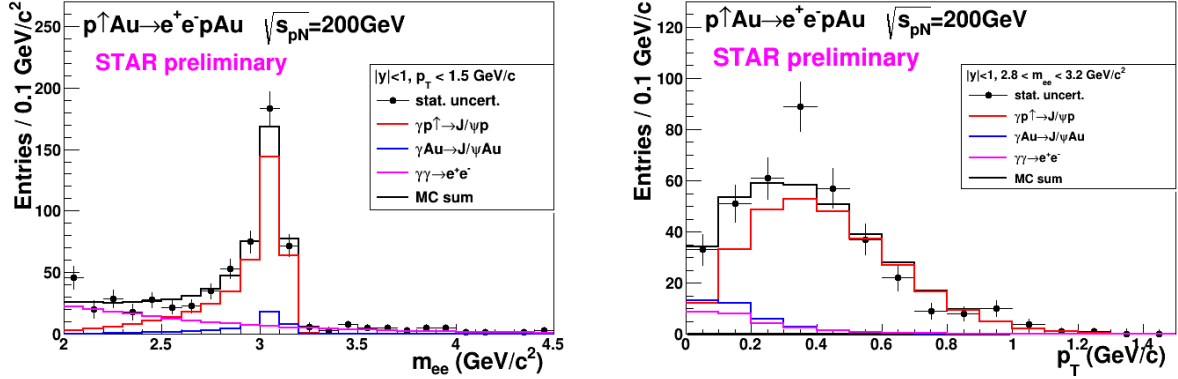 p↑Au→e⁺e⁻pAu √s_pN=200GeV
STAR preliminary
|y|<1, p_T < 1.5 GeV/c
stat. uncert.
γp↑→J/ψp
γAu→J/ψAu
γγ→e⁺e⁻
MC sum
Entries / 0.1 GeV/c²
250
200
150
100
50
0
2 2.5 3 3.5 4 4.5
m_ee (GeV/c²)
p↑Au→e⁺e⁻pAu √s_pN=200GeV
STAR preliminary
|y|<1, 2.8 < m_ee < 3.2 GeV/c²
stat. uncert.
γp↑→J/ψp
γAu→J/ψAu
γγ→e⁺e⁻
MC sum
Entries / 0.1 GeV/c
120
100
80
60
40
20
0
0 0.2 0.4 0.6 0.8 1 1.2 1.4
p_T (GeV/c)